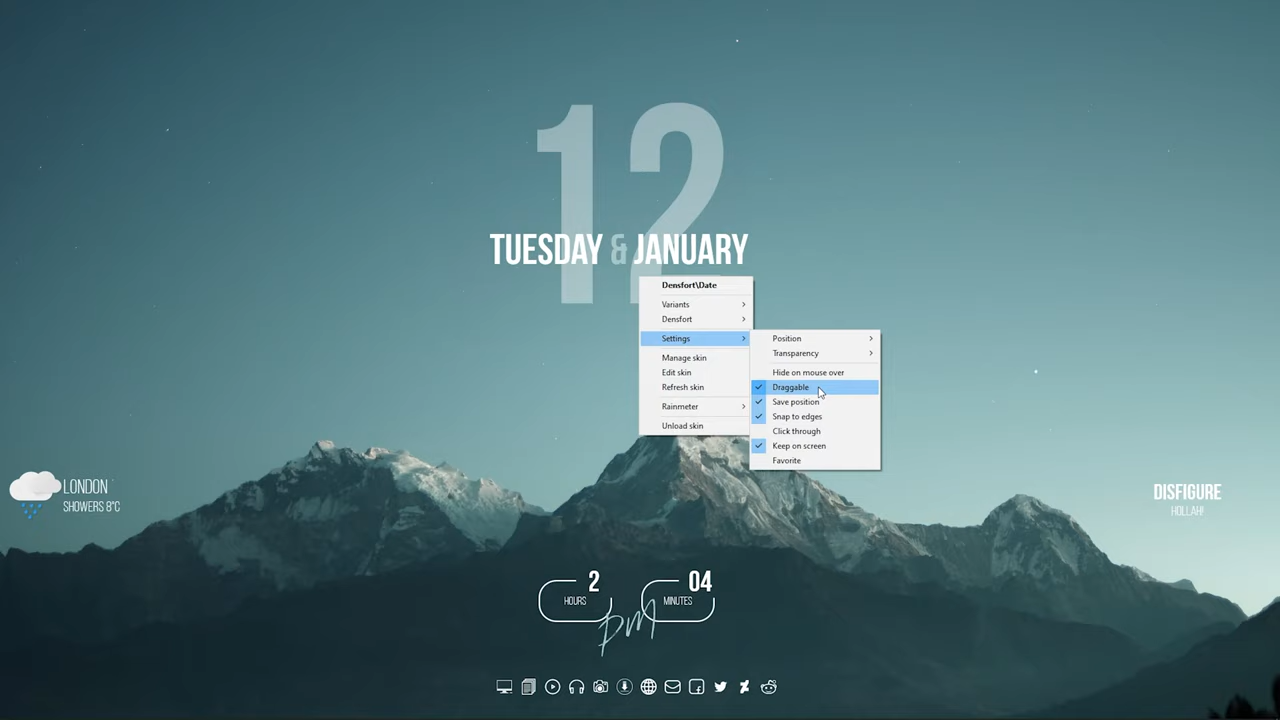 12
TUESDAY & JANUARY
Densfort\Date
Variants
Densfort
Settings
Manage skin
Edit skin
Refresh skin
Rainmeter
Unload skin
Position
Transparency
Hide on mouse over
Draggable
Save position
Snap to edges
Click through
Keep on screen
Favorite
LONDON
SHOWERS 8°C
DISFIGURE
HOLLAH!
2
HOURS
04
MINUTES
pm